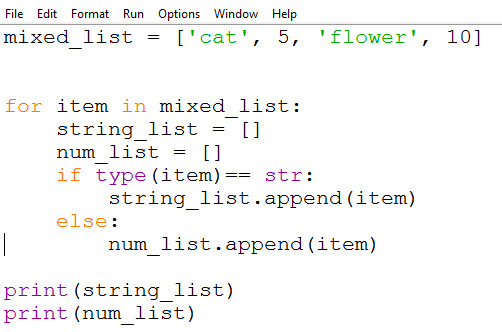 File Edit Format Run Options Window Help
mixed_list = ['cat', 5, 'flower', 10]
for item in mixed_list:
    string_list = []
    num_list = []
    if type(item)== str:
        string_list.append(item)
    else:
        num_list.append(item)
print(string_list)
print(num_list)